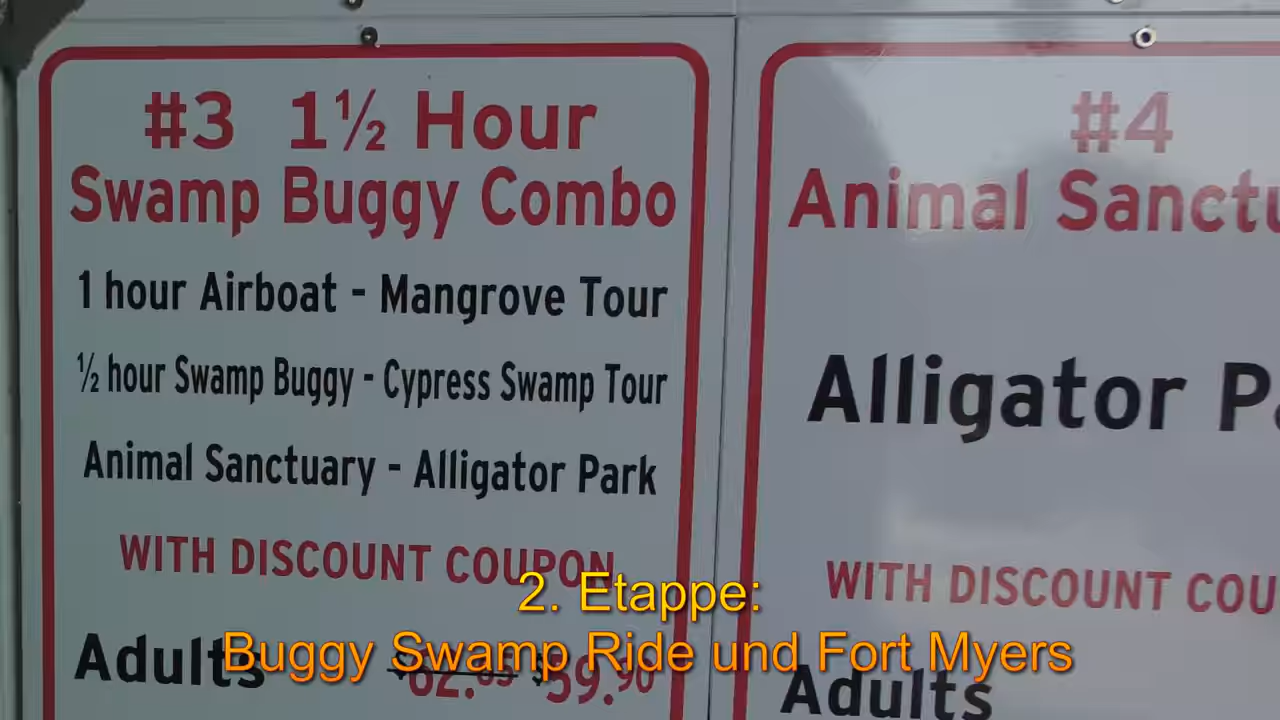 #3 1½ Hour
Swamp Buggy Combo
1 hour Airboat - Mangrove Tour
½ hour Swamp Buggy - Cypress Swamp Tour
Animal Sanctuary - Alligator Park
WITH DISCOUNT COUPON
Adults $59.90
#4
Animal
Alligator
WITH DISCOUNT
Adults
2. Etappe:
Buggy Swamp Ride und Fort Myers